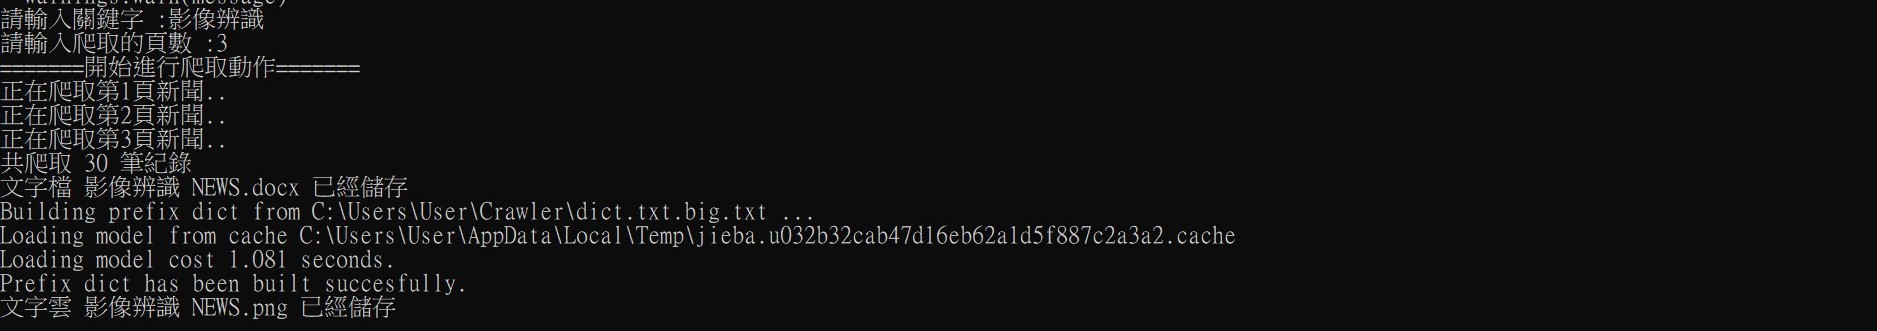 warnings.warn(message)
請輸入關鍵字 :影像辨識
請輸入爬取的頁數 :3
=======開始進行爬取動作=======
正在爬取第1頁新聞..
正在爬取第2頁新聞..
正在爬取第3頁新聞..
共爬取 30 筆紀錄
文字檔 影像辨識 NEWS.docx 已經儲存
Building prefix dict from C:\Users\User\Crawler\dict.txt.big.txt ...
Loading model from cache C:\Users\User\AppData\Local\Temp\jieba.u032b32cab47d16eb62a1d5f887c2a3a2.cache
Loading model cost 1.081 seconds.
Prefix dict has been built succesfully.
文字雲 影像辨識 NEWS.png 已經儲存